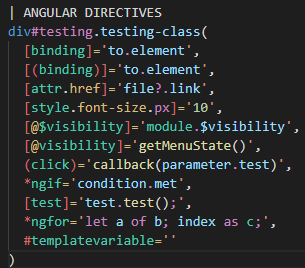 | ANGULAR DIRECTIVES
div#testing.testing-class(
[binding]='to.element',
[(binding)]='to.element',
[attr.href]='file?.link',
[style.font-size.px]='10',
[@$visibility]='module.$visibility',
[@visibility]='getMenuState()',
(click)='callback(parameter.test)',
*ngif='condition.met',
[test]='test.test();',
*ngfor='let a of b; index as c;',
#templatevariable=''
)